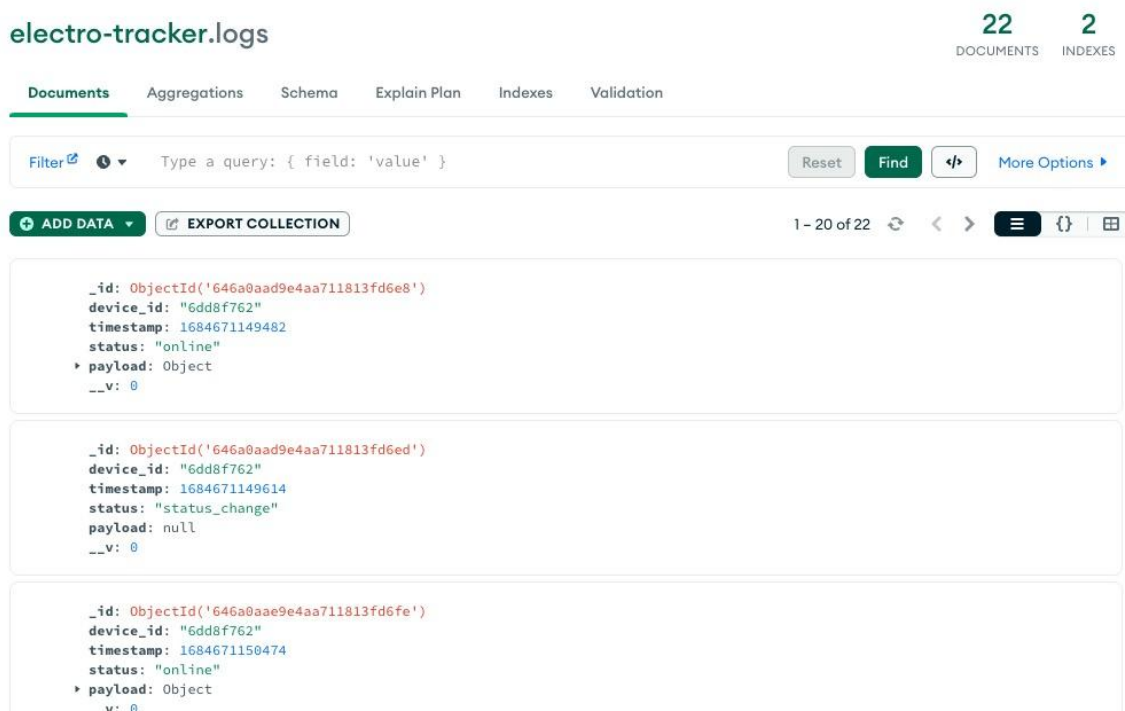 electro-tracker.logs
22
DOCUMENTS
2
INDEXES
Documents Aggregations Schema Explain Plan Indexes Validation
Filter Type a query: { field: 'value' } Reset Find </> More Options
ADD DATA EXPORT COLLECTION 1 – 20 of 22 {}
_id: ObjectId('646a0aad9e4aa711813fd6e8')
device_id: "6dd8f762"
timestamp: 1684671149482
status: "online"
payload: Object
__v: 0
_id: ObjectId('646a0aad9e4aa711813fd6ed')
device_id: "6dd8f762"
timestamp: 1684671149614
status: "status_change"
payload: null
__v: 0
_id: ObjectId('646a0aae9e4aa711813fd6fe')
device_id: "6dd8f762"
timestamp: 1684671150474
status: "online"
payload: Object
__v: 0